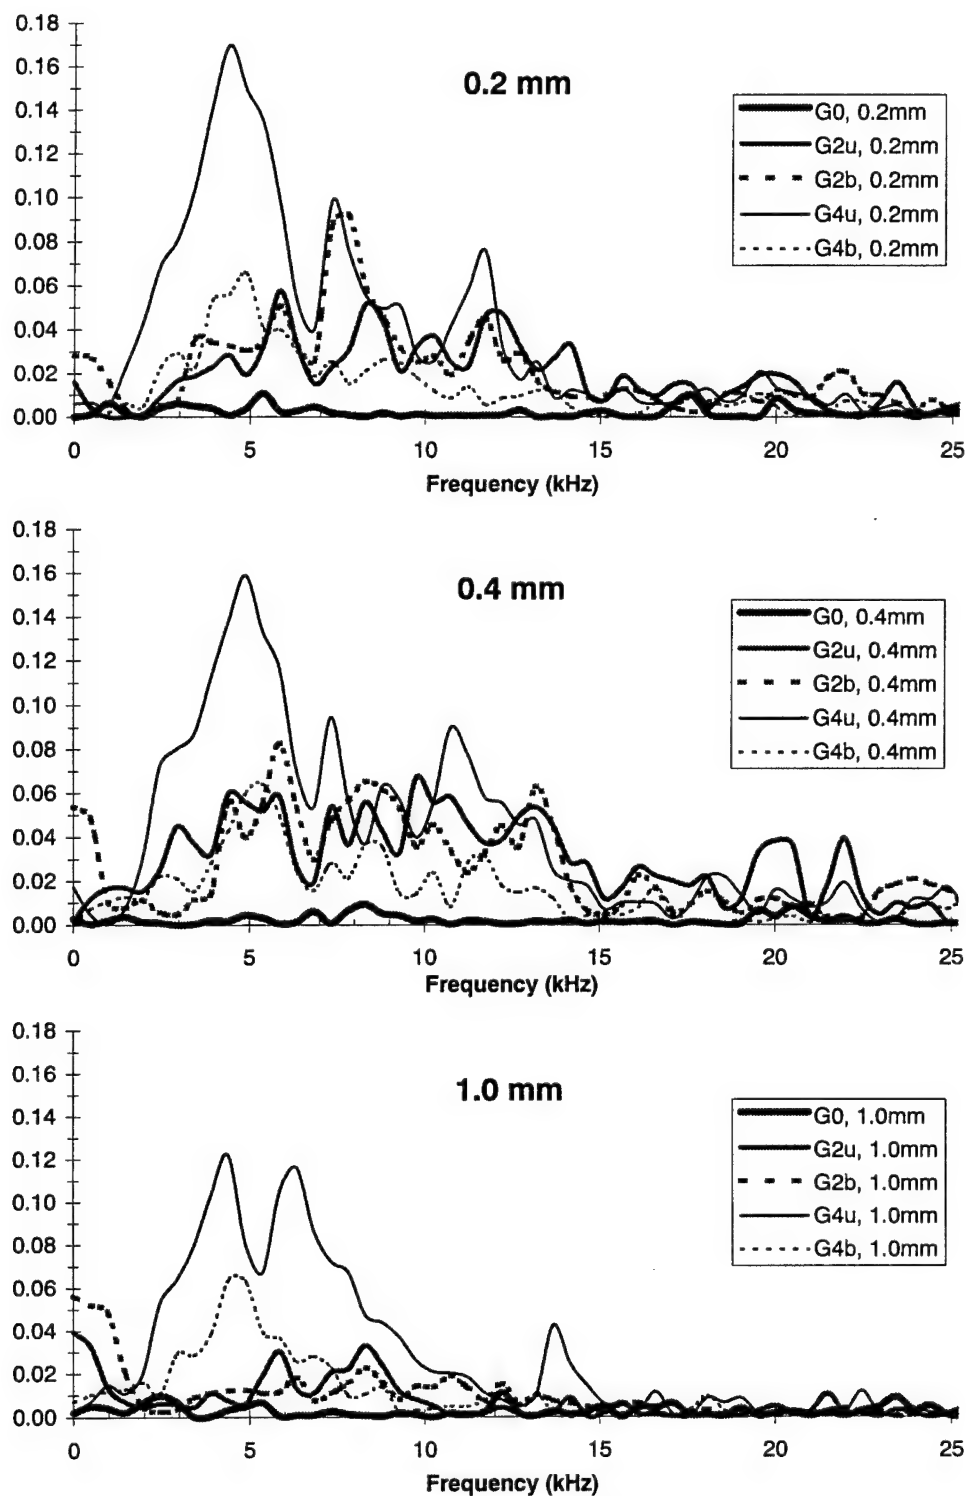 0.18
0.16
0.2 mm
0.14
G0, 0.2mm
0.12
G2u, 0.2mm
0.10
G2b, 0.2mm
0.08
G4u, 0.2mm
G4b, 0.2mm
0.06
0.04
0.02
0.00
0 5 10 15 20 25
Frequency (kHz)
0.18
0.16
0.4 mm
0.14
G0, 0.4mm
0.12
G2u, 0.4mm
0.10
G2b, 0.4mm
G4u, 0.4mm
0.08
G4b, 0.4mm
0.06
0.04
0.02
0.00
0 5 10 15 20 25
Frequency (kHz)
0.18
0.16
1.0 mm
0.14
G0, 1.0mm
0.12
G2u, 1.0mm
G2b, 1.0mm
0.10
G4u, 1.0mm
0.08
G4b, 1.0mm
0.06
0.04
0.02
0.00
0 5 10 15 20 25
Frequency (kHz)